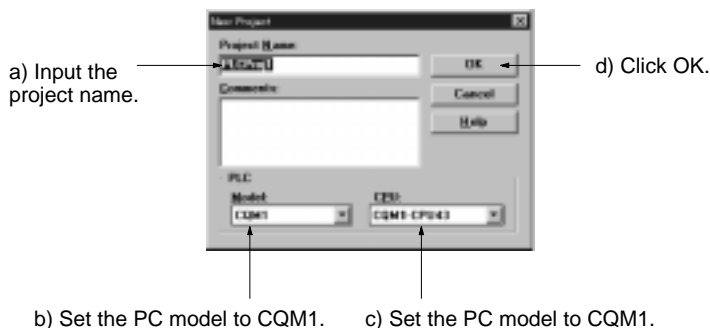 New Project
Project Name:
a) Input the
project name.
OK
d) Click OK.
Comments:
Cancel
Help
PLC
Model:
CPU:
CQM1
CQM1-CPU43
b) Set the PC model to CQM1.
c) Set the PC model to CQM1.